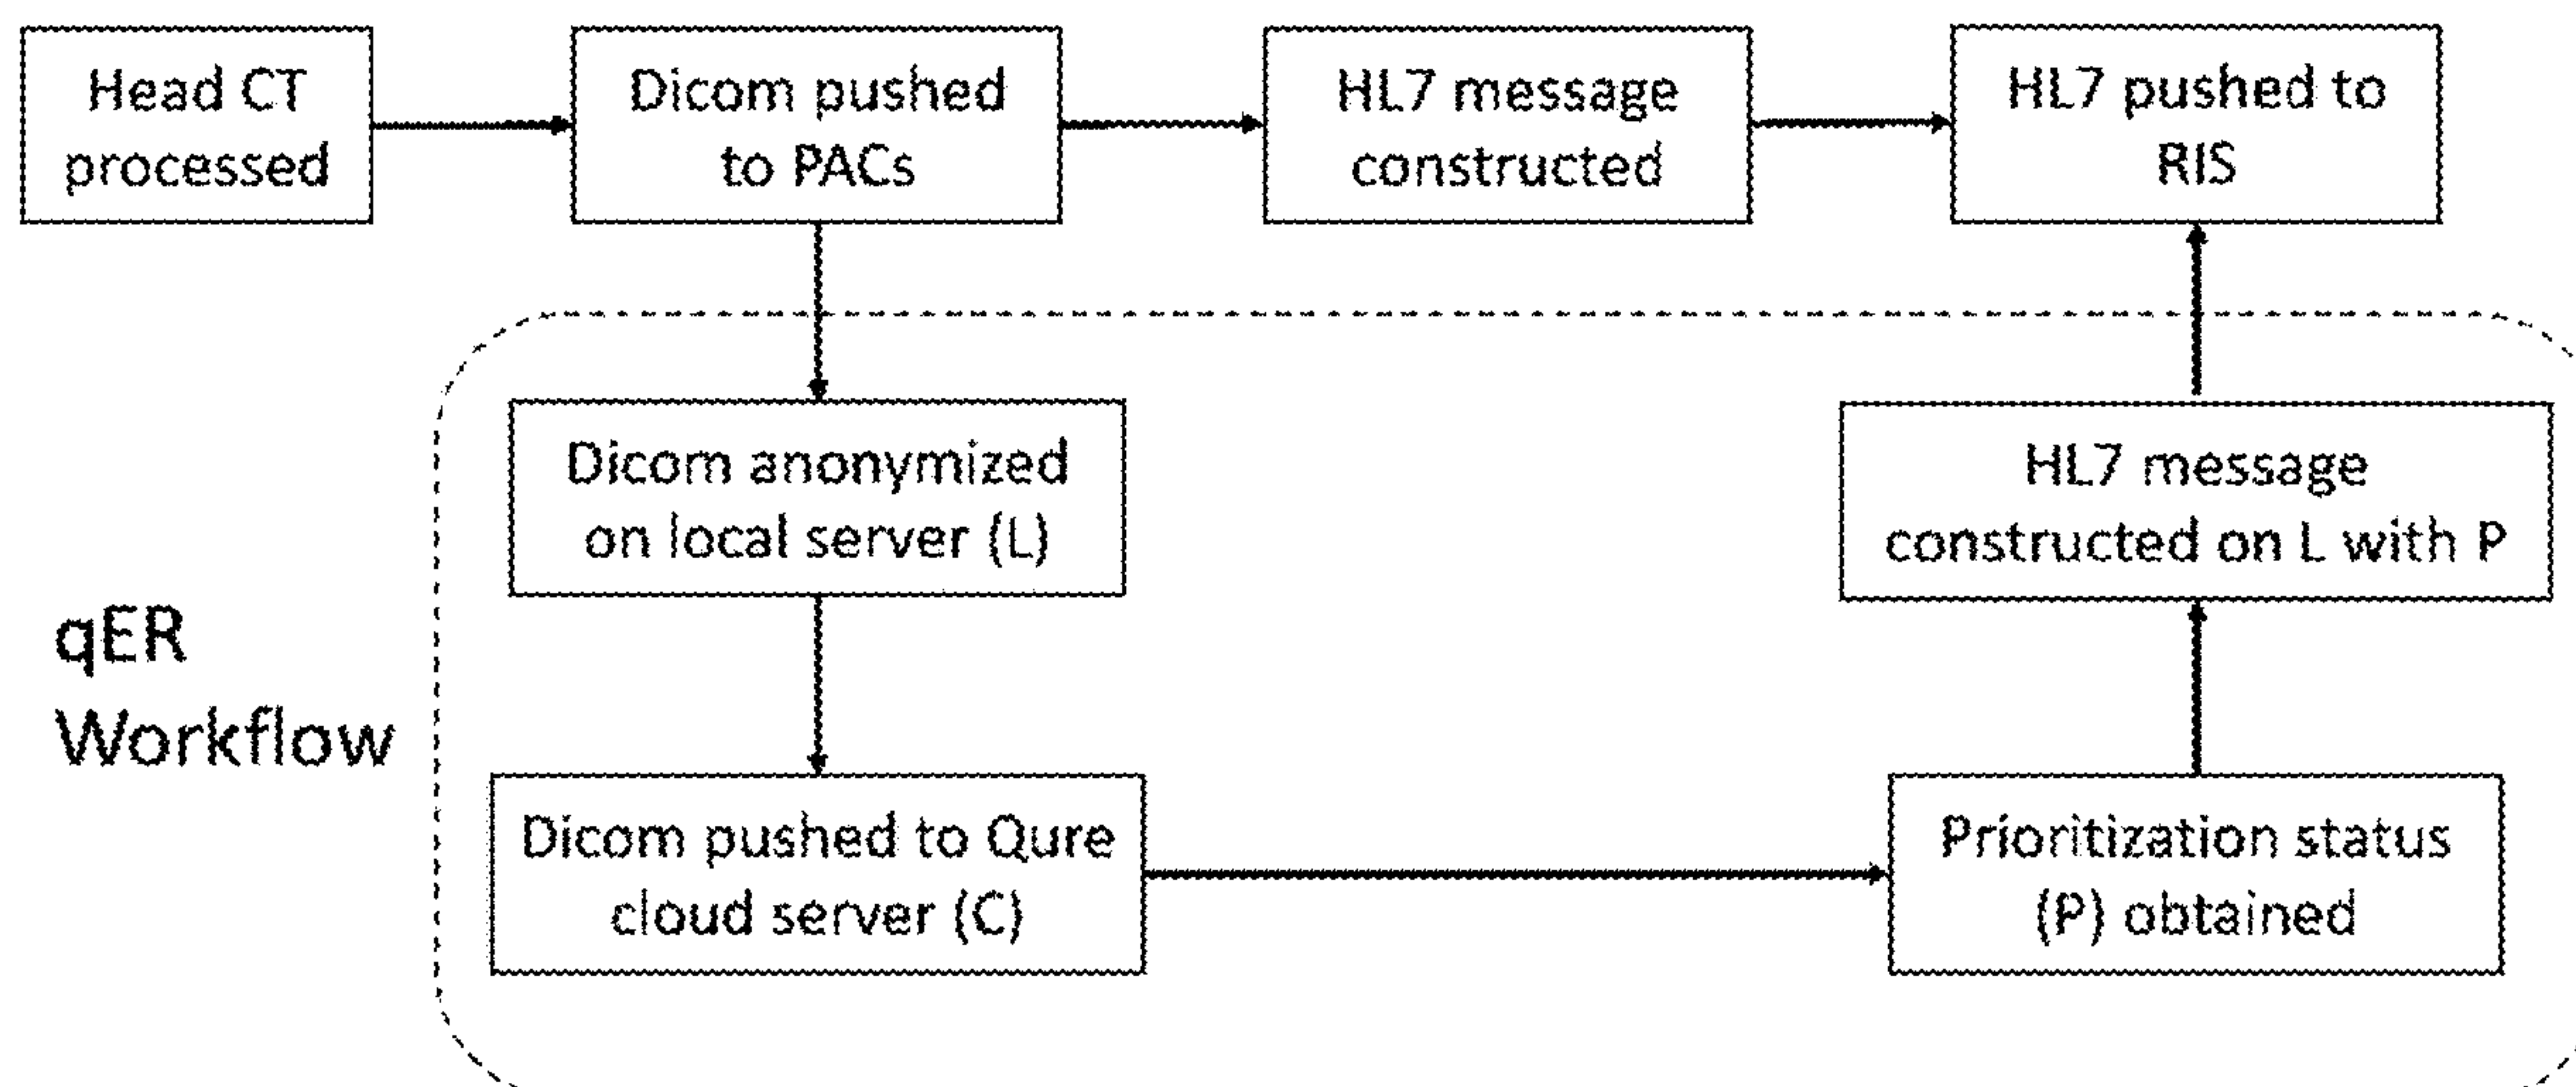 Head CT
processed
Dicom pushed
to PACs
HL7 message
constructed
HL7 pushed to
RIS
Dicom anonymized
on local server (L)
HL7 message
constructed on L with P
qER
Workflow
Dicom pushed to Qure
cloud server (C)
Prioritization status
(P) obtained